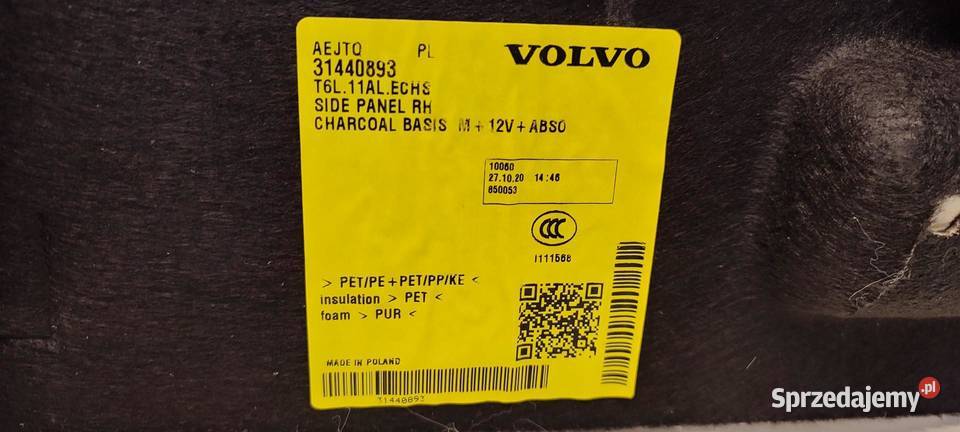 AEJTQ PL
VOLVO
31440893
T6L.11AL.ECHS
SIDE PANEL RH
CHARCOAL BASIS M + 12V + ABSO
10060
27.10.20 14:46
850053
CCC
I111568
> PET/PE + PET/PP/KE <
insulation > PET <
foam > PUR <
MADE IN POLAND
31440893
Sprzedajemy.pl